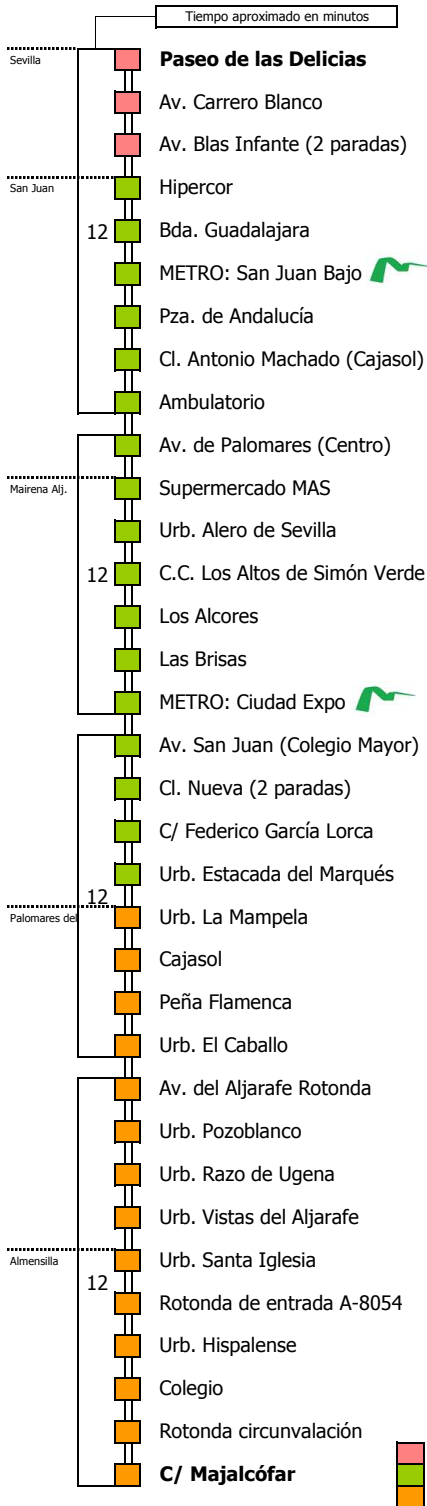 Tiempo aproximado en minutos
Sevilla
Paseo de las Delicias
Av. Carrero Blanco
Av. Blas Infante (2 paradas)
San Juan
Hipercor
12
Bda. Guadalajara
METRO: San Juan Bajo
Pza. de Andalucía
Cl. Antonio Machado (Cajasol)
Ambulatorio
Av. de Palomares (Centro)
Mairena Alj.
Supermercado MAS
Urb. Alero de Sevilla
12
C.C. Los Altos de Simón Verde
Los Alcores
Las Brisas
METRO: Ciudad Expo
Av. San Juan (Colegio Mayor)
Cl. Nueva (2 paradas)
C/ Federico García Lorca
Urb. Estacada del Marqués
12
Palomares del
Urb. La Mampela
Cajasol
Peña Flamenca
Urb. El Caballo
Av. del Aljarafe Rotonda
Urb. Pozoblanco
Urb. Razo de Ugena
Urb. Vistas del Aljarafe
Almensilla
Urb. Santa Iglesia
12
Rotonda de entrada A-8054
Urb. Hispalense
Colegio
Rotonda circunvalación
C/ Majalcófar